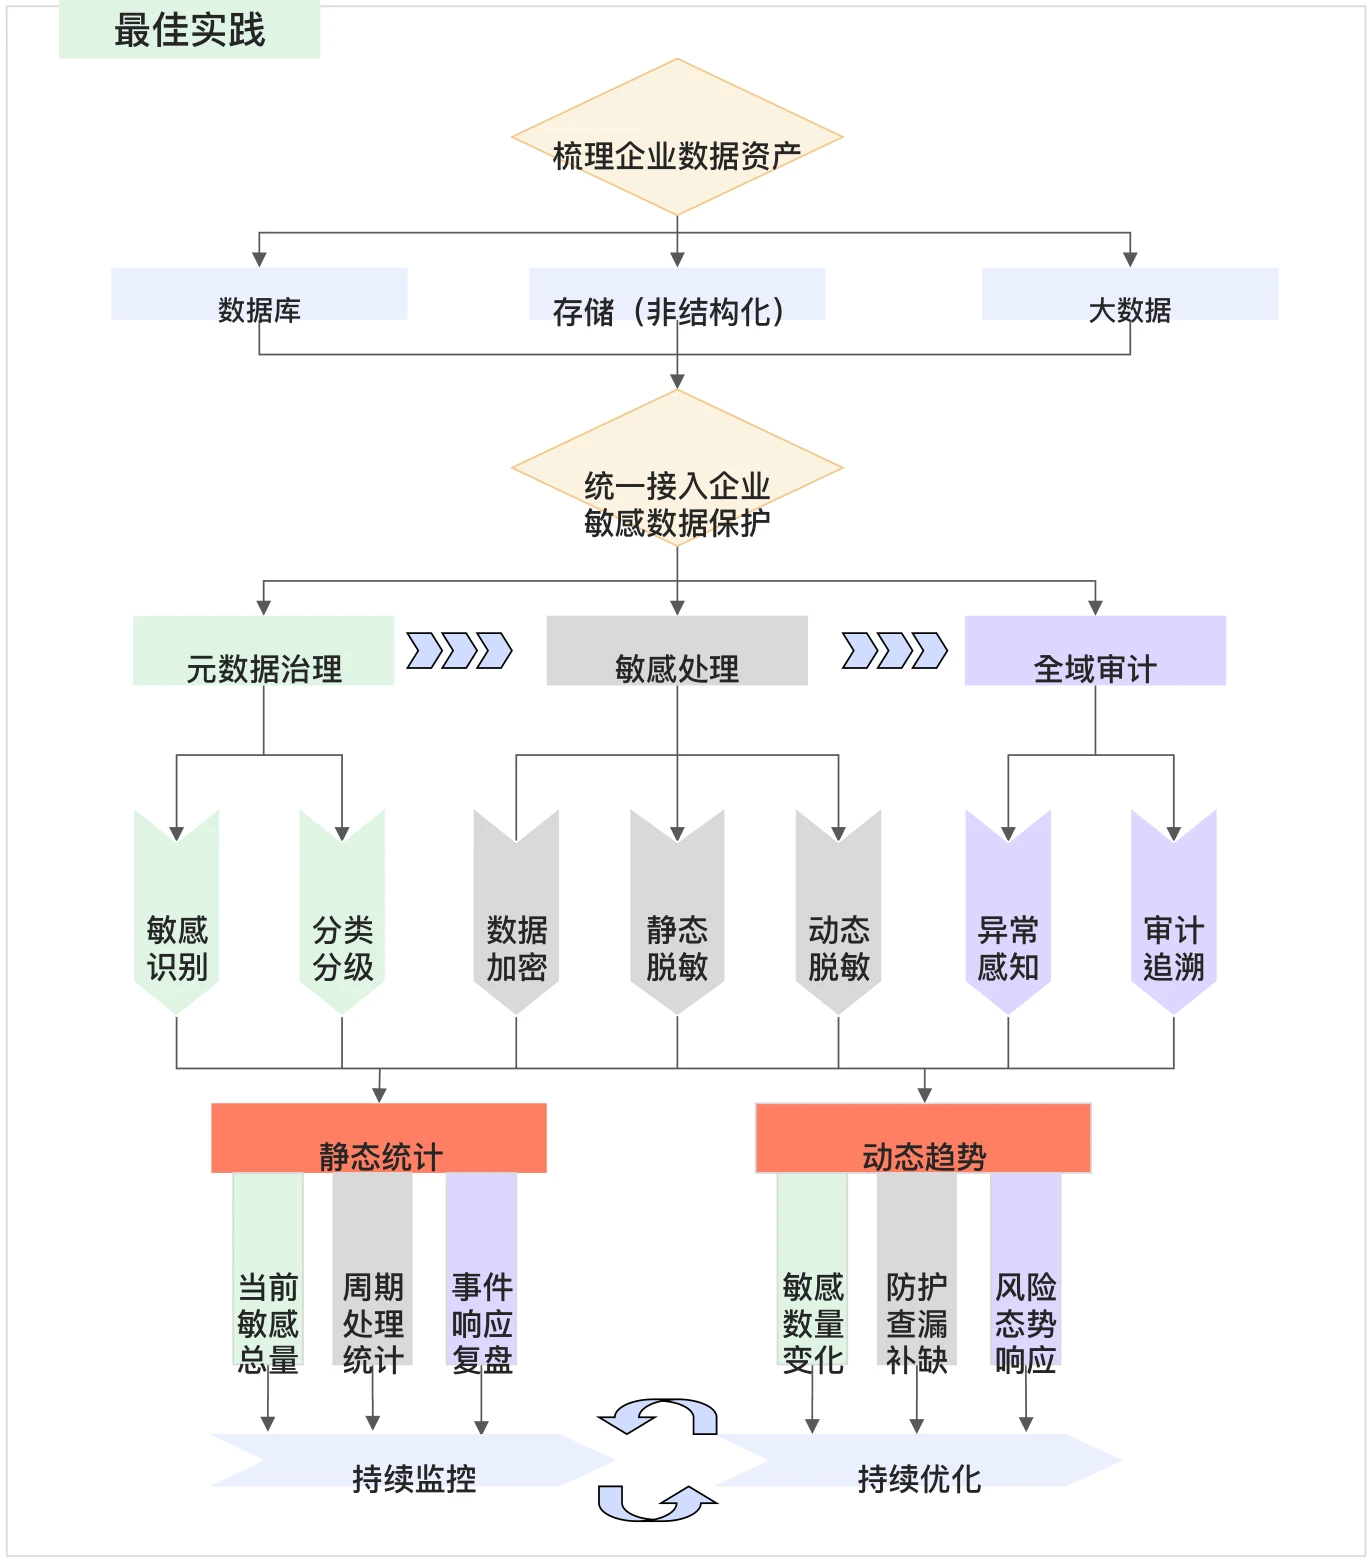 最佳实践
梳理企业数据资产
数据库
存储（非结构化）
大数据
统一接入企业
敏感数据保护
元数据治理
敏感处理
全域审计
敏感
识别
分类
分级
数据
加密
静态
脱敏
动态
脱敏
异常
感知
审计
追溯
静态统计
动态趋势
当前
敏感
总量
周期
处理
统计
事件
响应
复盘
敏感
数量
变化
防护
查漏
补缺
风险
态势
响应
持续监控
持续优化